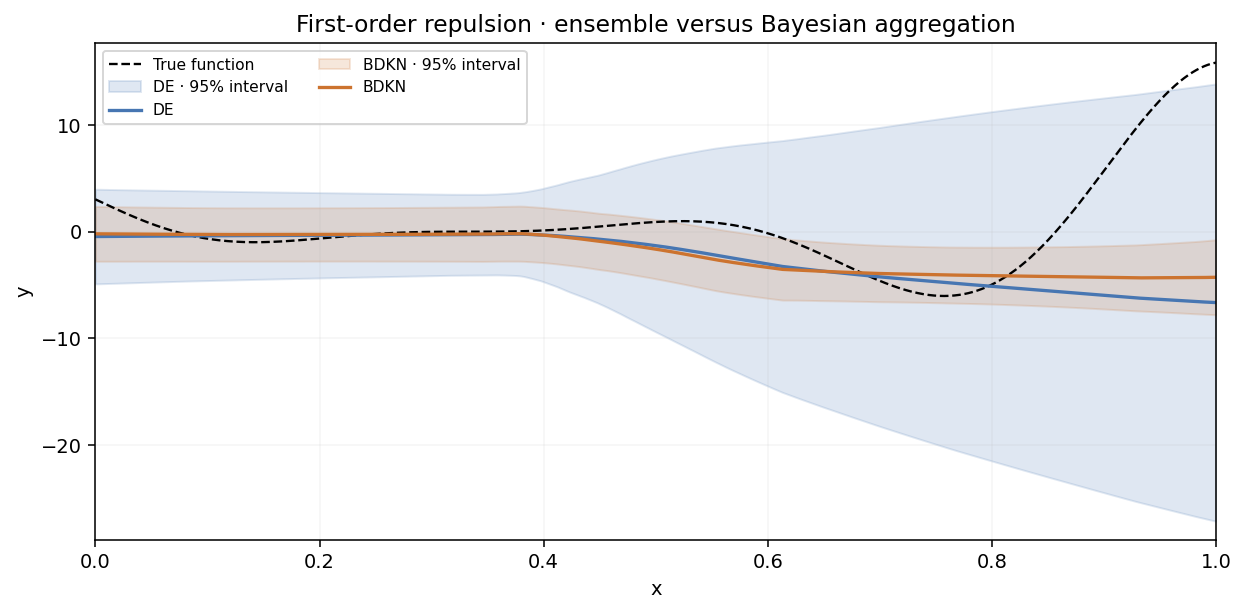 First-order repulsion · ensemble versus Bayesian aggregation
True function
DE · 95% interval
DE
BDKN · 95% interval
BDKN
y
10
0
−10
−20
0.0 0.2 0.4 0.6 0.8 1.0
x